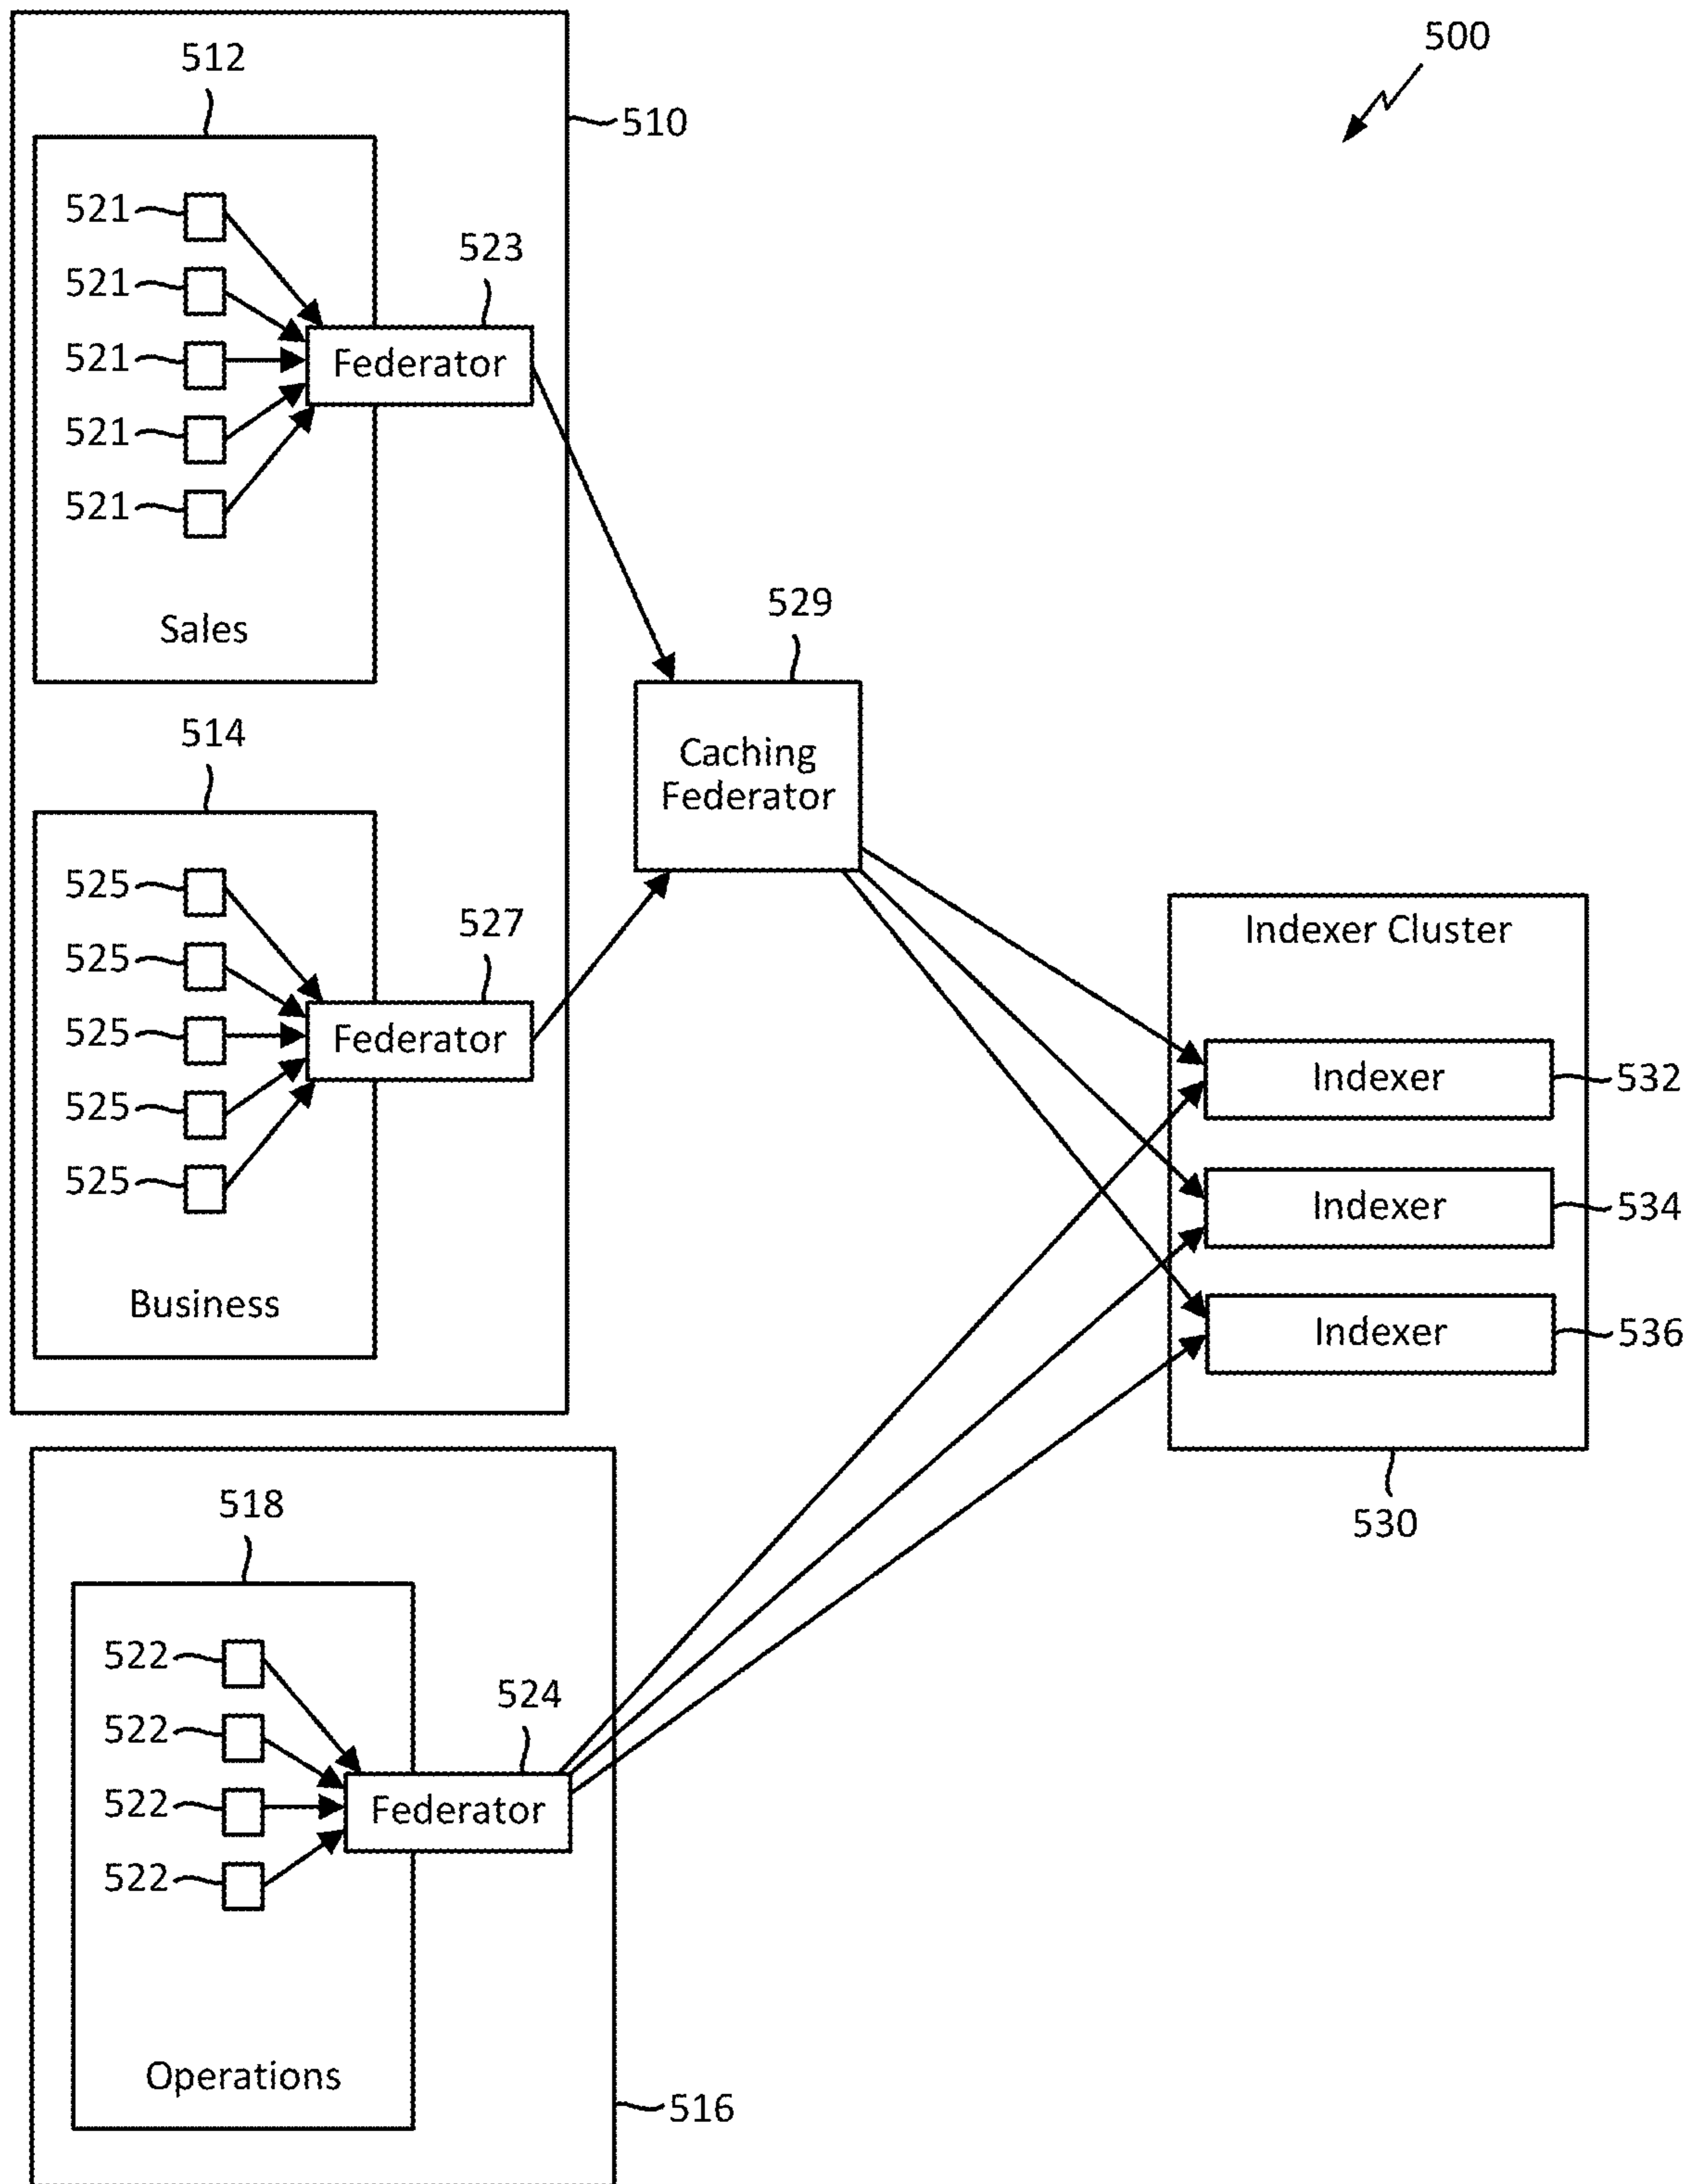 500
510
512
521
521
521
521
521
523
Federator
Sales
529
Caching
Federator
514
525
525
525
525
525
527
Federator
Business
Indexer Cluster
Indexer
532
Indexer
534
Indexer
536
530
518
522
522
522
522
524
Federator
Operations
516